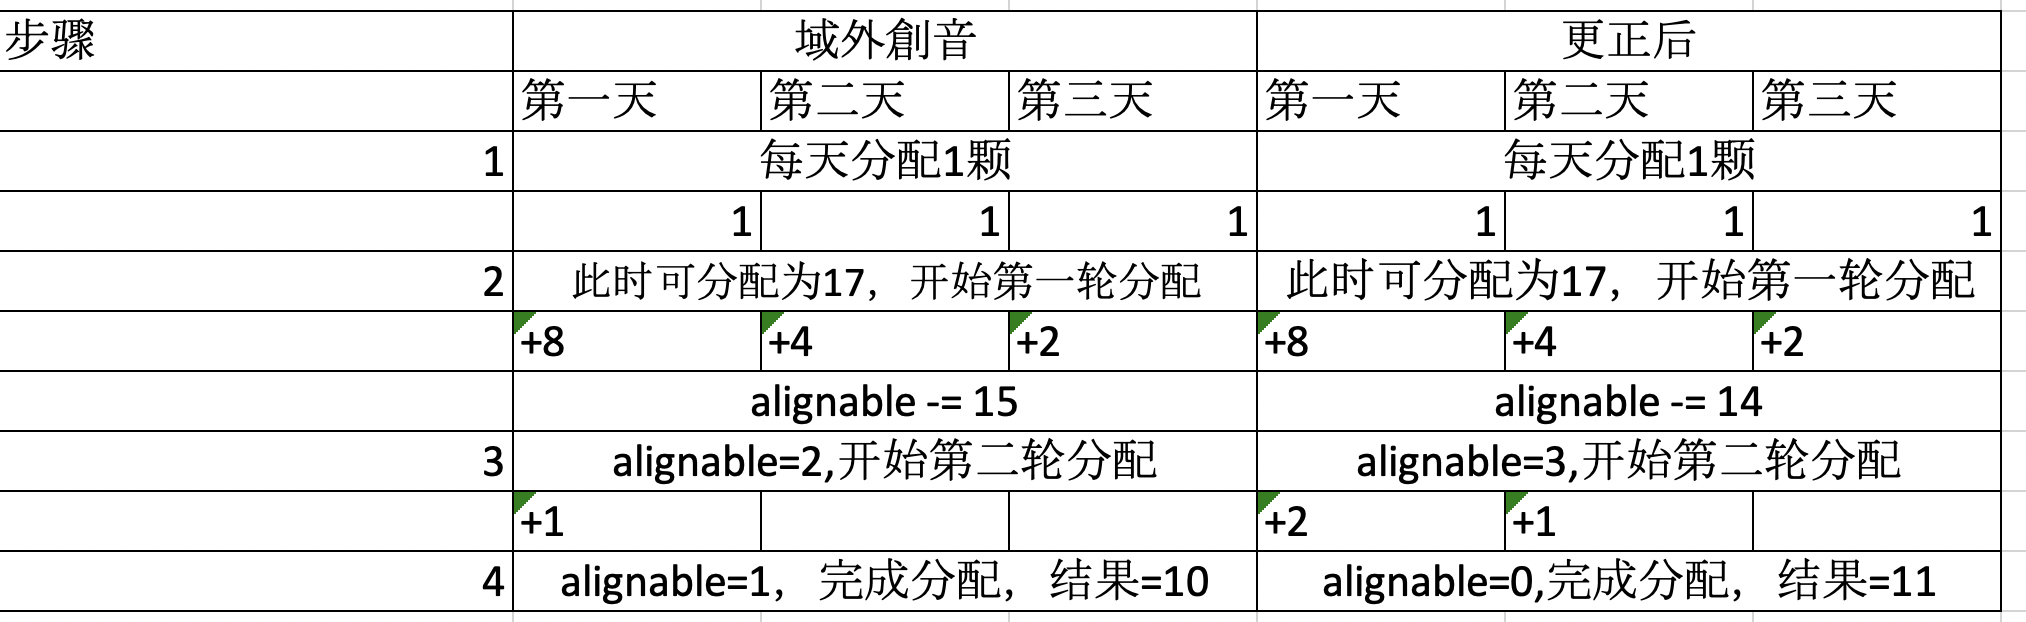 步骤 域外創音 更正后
第一天 第二天 第三天 第一天 第二天 第三天
1 每天分配1颗 每天分配1颗
1 1 1 1 1 1
2 此时可分配为17，开始第一轮分配 此时可分配为17，开始第一轮分配
+8 +4 +2 +8 +4 +2
alignable -= 15 alignable -= 14
3 alignable=2,开始第二轮分配 alignable=3,开始第二轮分配
+1 +2 +1
4 alignable=1，完成分配，结果=10 alignable=0,完成分配，结果=11